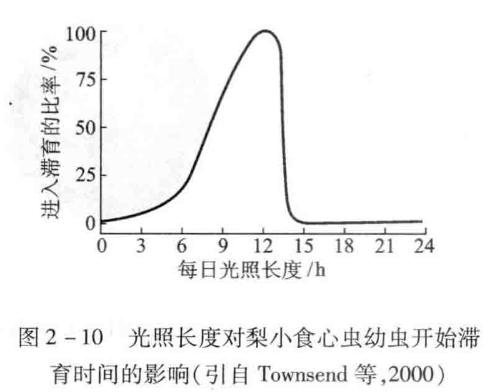 进入滞育的比率/%
100
75
50
25
0
0 3 6 9 12 15 18 21 24
每日光照长度/h
图2-10 光照长度对梨小食心虫幼虫开始滞
育时间的影响(引自 Townsend 等,2000)